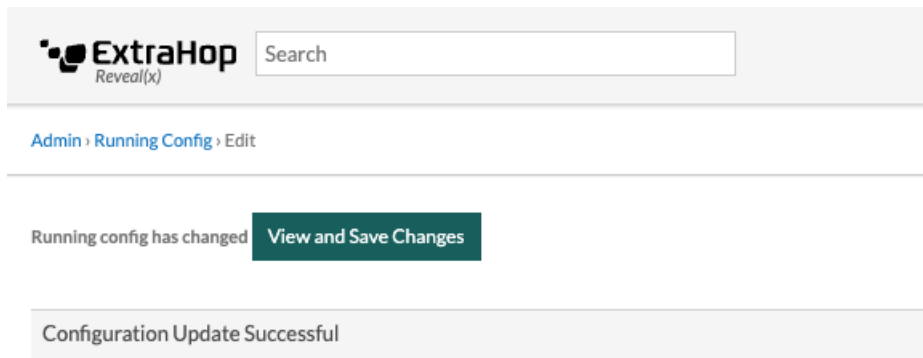 ExtraHop
Reveal(x)
Search
Admin › Running Config › Edit
Running config has changed View and Save Changes
Configuration Update Successful